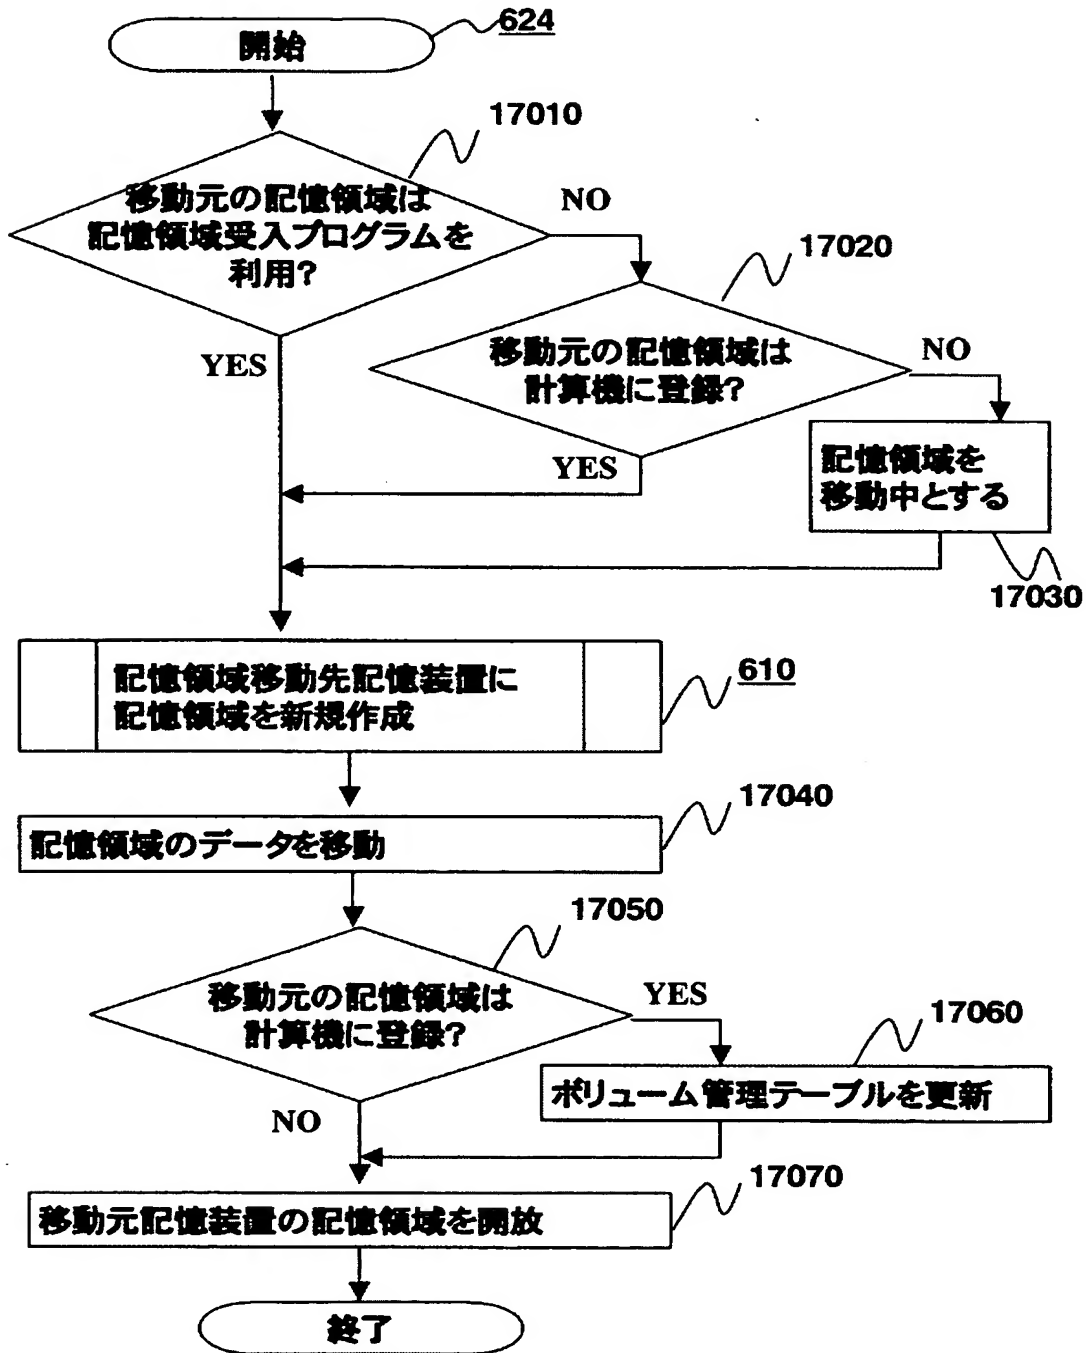 開始
624
17010
移動元の記憶領域は
記憶領域受入プログラムを
利用?
NO
YES
17020
移動元の記憶領域は
計算機に登録?
NO
YES
記憶領域を
移動中とする
17030
記憶領域移動先記憶装置に
記憶領域を新規作成
610
17040
記憶領域のデータを移動
17050
移動元の記憶領域は
計算機に登録?
YES
NO
17060
ボリューム管理テーブルを更新
17070
移動元記憶装置の記憶領域を開放
終了